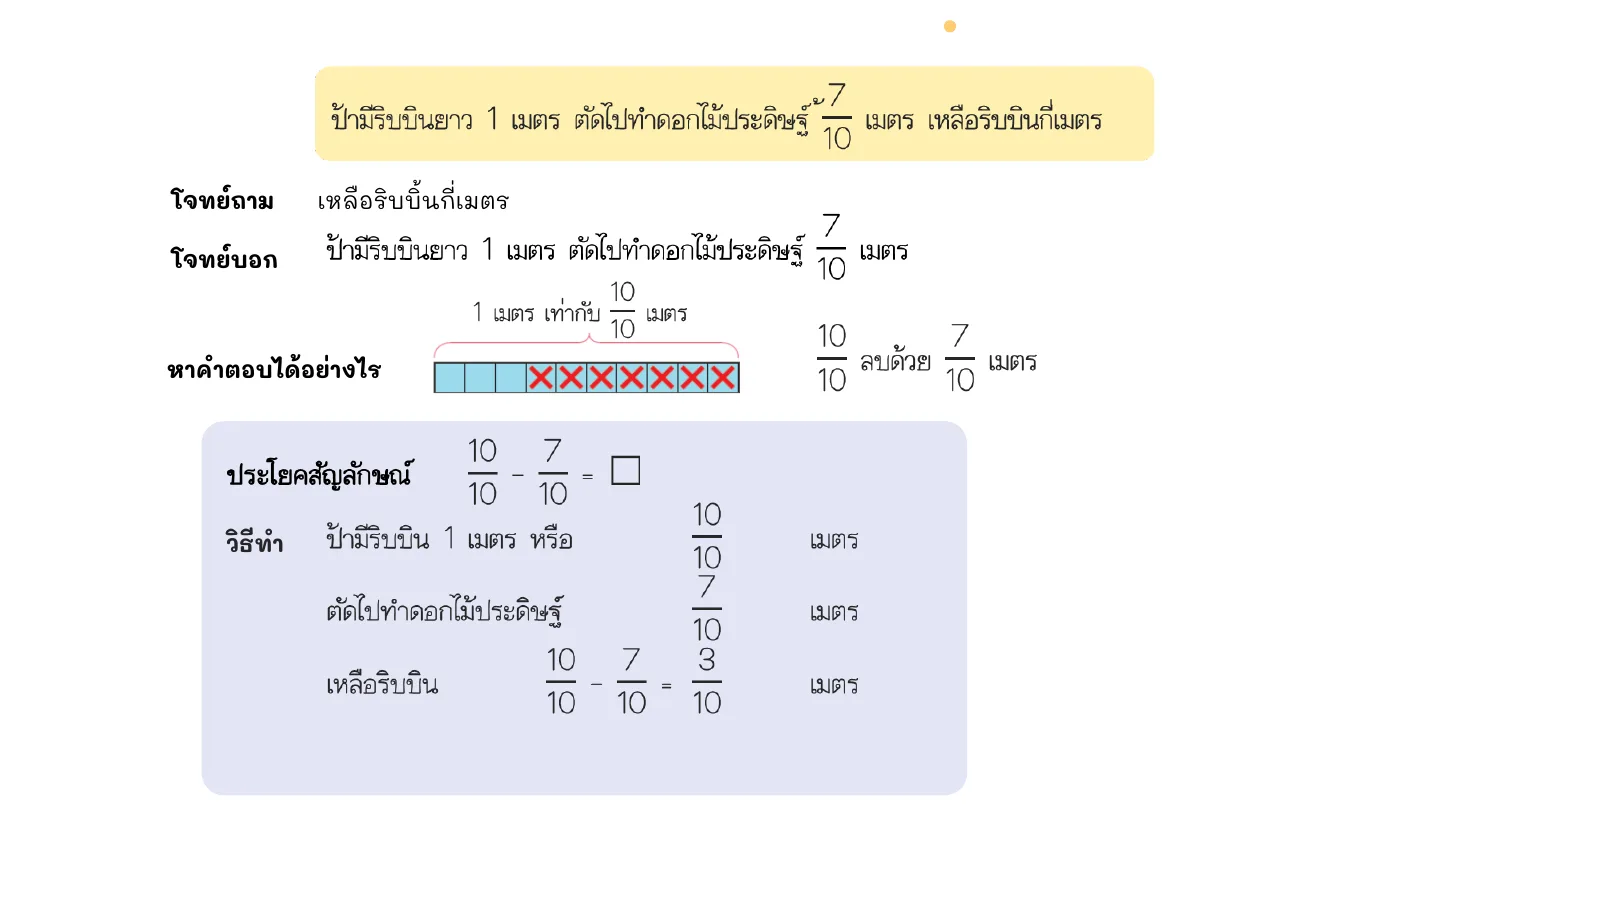 ป้ามีริบบินยาว 1 เมตร ตัดไปทำดอกไม้ประดิษฐ์ 7/10 เมตร เหลือริบบินกี่เมตร
โจทย์ถาม เหลือริบบิ้นกี่เมตร
โจทย์บอก ป้ามีริบบินยาว 1 เมตร ตัดไปทำดอกไม้ประดิษฐ์ 7/10 เมตร
1 เมตร เท่ากับ 10/10 เมตร
หาคำตอบได้อย่างไร 10/10 ลบด้วย 7/10 เมตร
ประโยคสัญลักษณ์ 10/10 - 7/10 = □
วิธีทำ ป้ามีริบบิน 1 เมตร หรือ 10/10 เมตร
ตัดไปทำดอกไม้ประดิษฐ์ 7/10 เมตร
เหลือริบบิน 10/10 - 7/10 = 3/10 เมตร